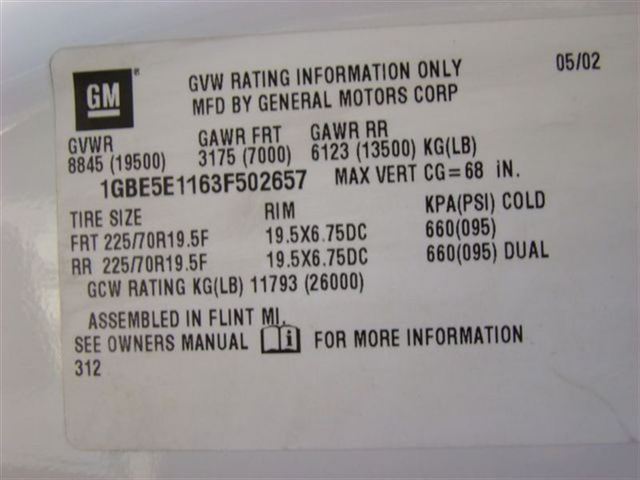 GM® GVW RATING INFORMATION ONLY 05/02
MFD BY GENERAL MOTORS CORP
GVWR GAWR FRT GAWR RR
8845 (19500) 3175 (7000) 6123 (13500) KG(LB)
1GBE5E1163F502657 MAX VERT CG=68 IN.
TIRE SIZE RIM KPA(PSI) COLD
FRT 225/70R19.5F 19.5X6.75DC 660(095)
RR 225/70R19.5F 19.5X6.75DC 660(095) DUAL
GCW RATING KG(LB) 11793 (26000)
ASSEMBLED IN FLINT MI.
SEE OWNERS MANUAL i FOR MORE INFORMATION
312